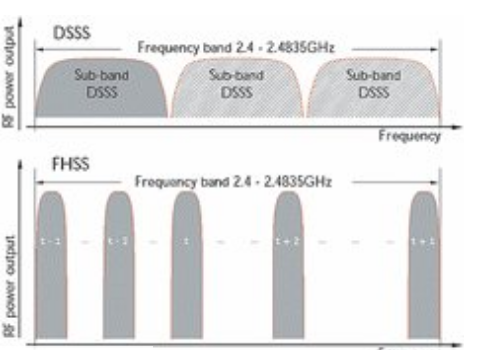 DSSS
Frequency band 2.4 - 2.4835GHz
Sub-band
DSSS
Sub-band
DSSS
Sub-band
DSSS
RF power output
Frequency
FHSS
Frequency band 2.4 - 2.4835GHz
t - 1
t
t + 2
t + 1
RF power output